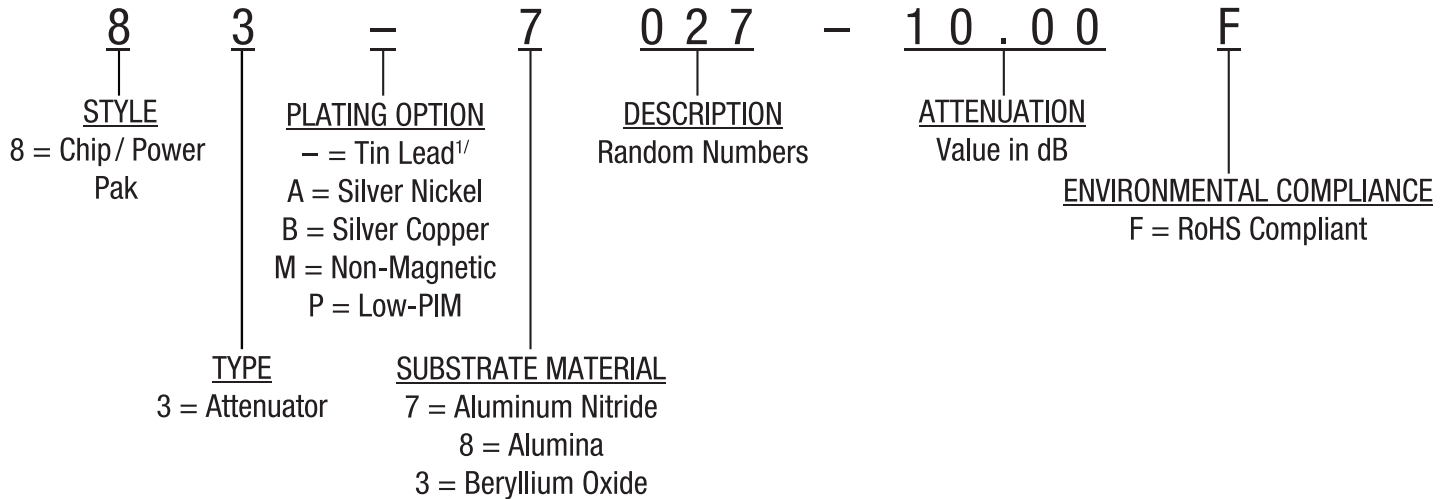 8 3 – 7 0 2 7 – 1 0 . 0 0 F
STYLE
8 = Chip / Power
Pak
PLATING OPTION
– = Tin Lead1/
A = Silver Nickel
B = Silver Copper
M = Non-Magnetic
P = Low-PIM
DESCRIPTION
Random Numbers
ATTENUATION
Value in dB
ENVIRONMENTAL COMPLIANCE
F = RoHS Compliant
TYPE
3 = Attenuator
SUBSTRATE MATERIAL
7 = Aluminum Nitride
8 = Alumina
3 = Beryllium Oxide